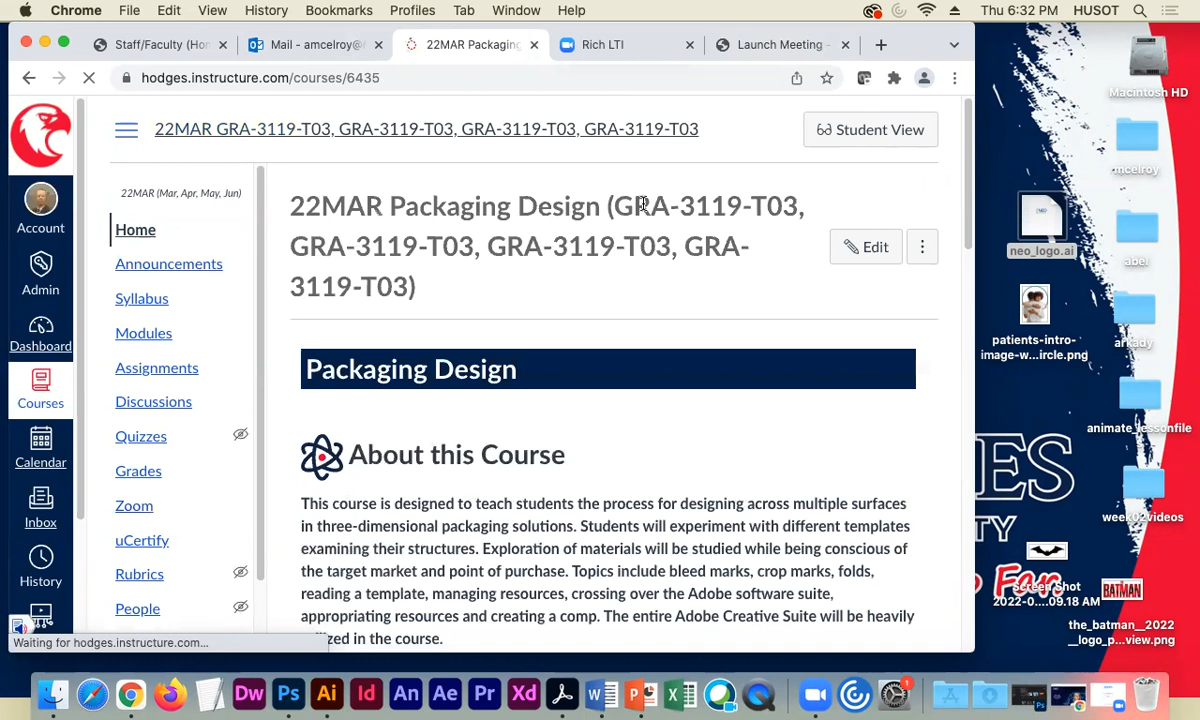 Chrome File Edit View History Bookmarks Profiles Tab Window Help Thu 6:32 PM HUSOT
Staff/Faculty (Ho
Mail - amcelroy@
22MAR Packaging
Rich LTI
Launch Meeting -
hodges.instructure.com/courses/6435
22MAR GRA-3119-T03, GRA-3119-T03, GRA-3119-T03, GRA-3119-T03
Student View
Account
Admin
Dashboard
Courses
Calendar
Inbox
History
22MAR (Mar, Apr, May, Jun)
Home
Announcements
Syllabus
Modules
Assignments
Discussions
Quizzes
Grades
Zoom
uCertify
Rubrics
People
22MAR Packaging Design (GRA-3119-T03,
GRA-3119-T03, GRA-3119-T03, GRA-
3119-T03)
Edit
Packaging Design
About this Course
This course is designed to teach students the process for designing across multiple surfaces
in three-dimensional packaging solutions. Students will experiment with different templates
examining their structures. Exploration of materials will be studied while being conscious of
the target market and point of purchase. Topics include bleed marks, crop marks, folds,
reading a template, managing resources, crossing over the Adobe software suite,
appropriating resources and creating a comp. The entire Adobe Creative Suite will be heavily
ized in the course.
Waiting for hodges.instructure.com...
Macintosh HD
mcelroy
neo_logo.ai
abel
patients-intro-
image-w...ircle.png
arkady
animate_lessonfile
week02videos
Screen Shot
2022-0....09.18 AM
BATMAN
the_batman__2022
__logo_p...view.png
ES
TY
Far
Dw Ps Ai Id An Ae Pr Xd
1